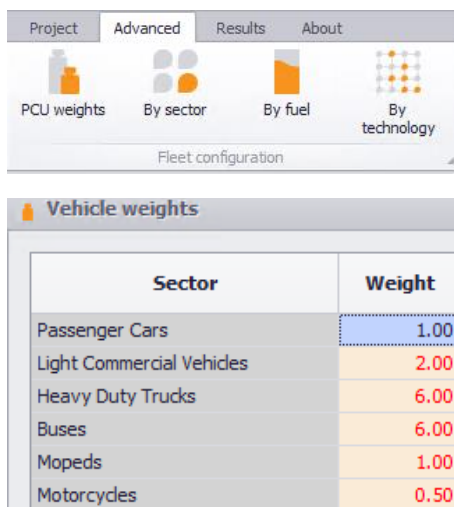 Project Advanced Results About
PCU weights By sector By fuel By technology
Fleet configuration
Vehicle weights
Sector Weight
Passenger Cars 1.00
Light Commercial Vehicles 2.00
Heavy Duty Trucks 6.00
Buses 6.00
Mopeds 1.00
Motorcycles 0.50